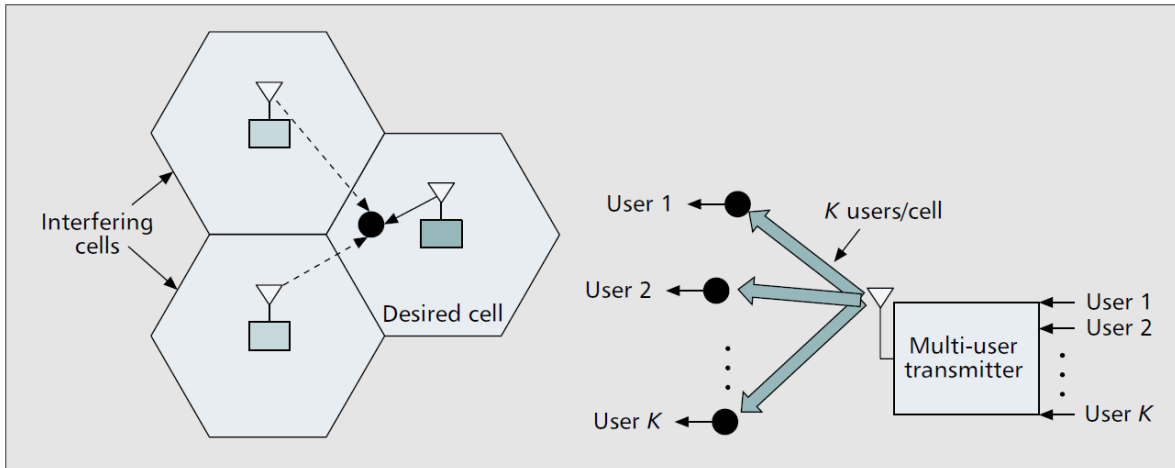 Interfering
cells
Desired cell
User 1
K users/cell
User 2
User K
Multi-user
transmitter
User 1
User 2
User K